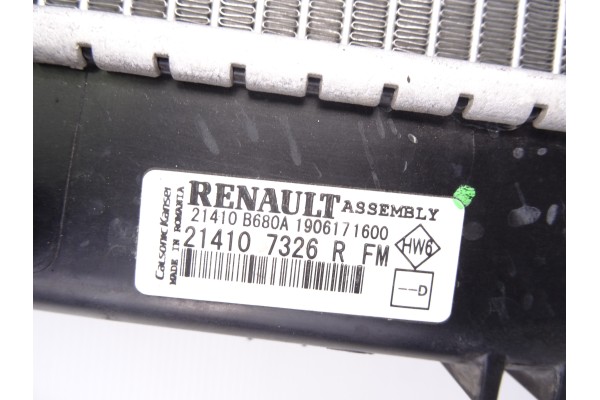 RENAULT ASSEMBLY
21410 B680A 1906171600
21410 7326 R FM
HW6
--D
Calsonic Kansei
MADE IN ROMANIA